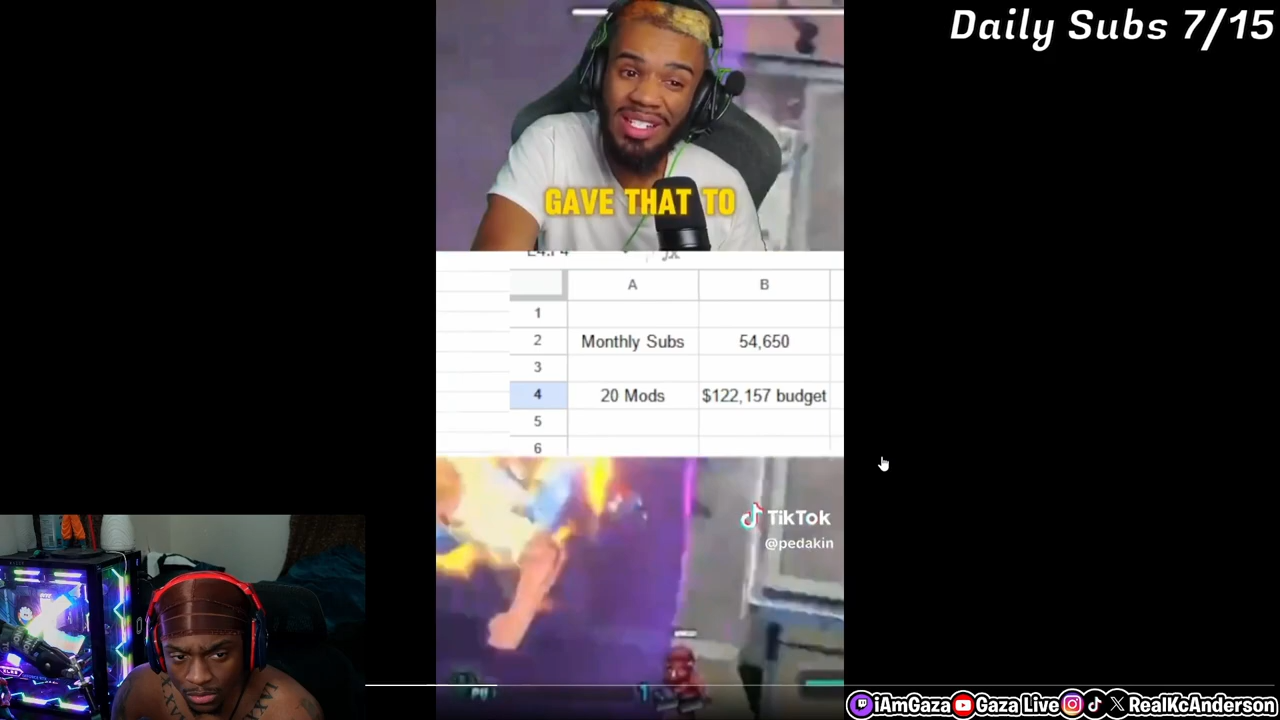 Daily Subs 7/15
GAVE THAT TO
A B
1
2 Monthly Subs 54,650
3
4 20 Mods $122,157 budget
5
6
TikTok
@pedakin
iAmGaza Gaza Live RealKcAnderson